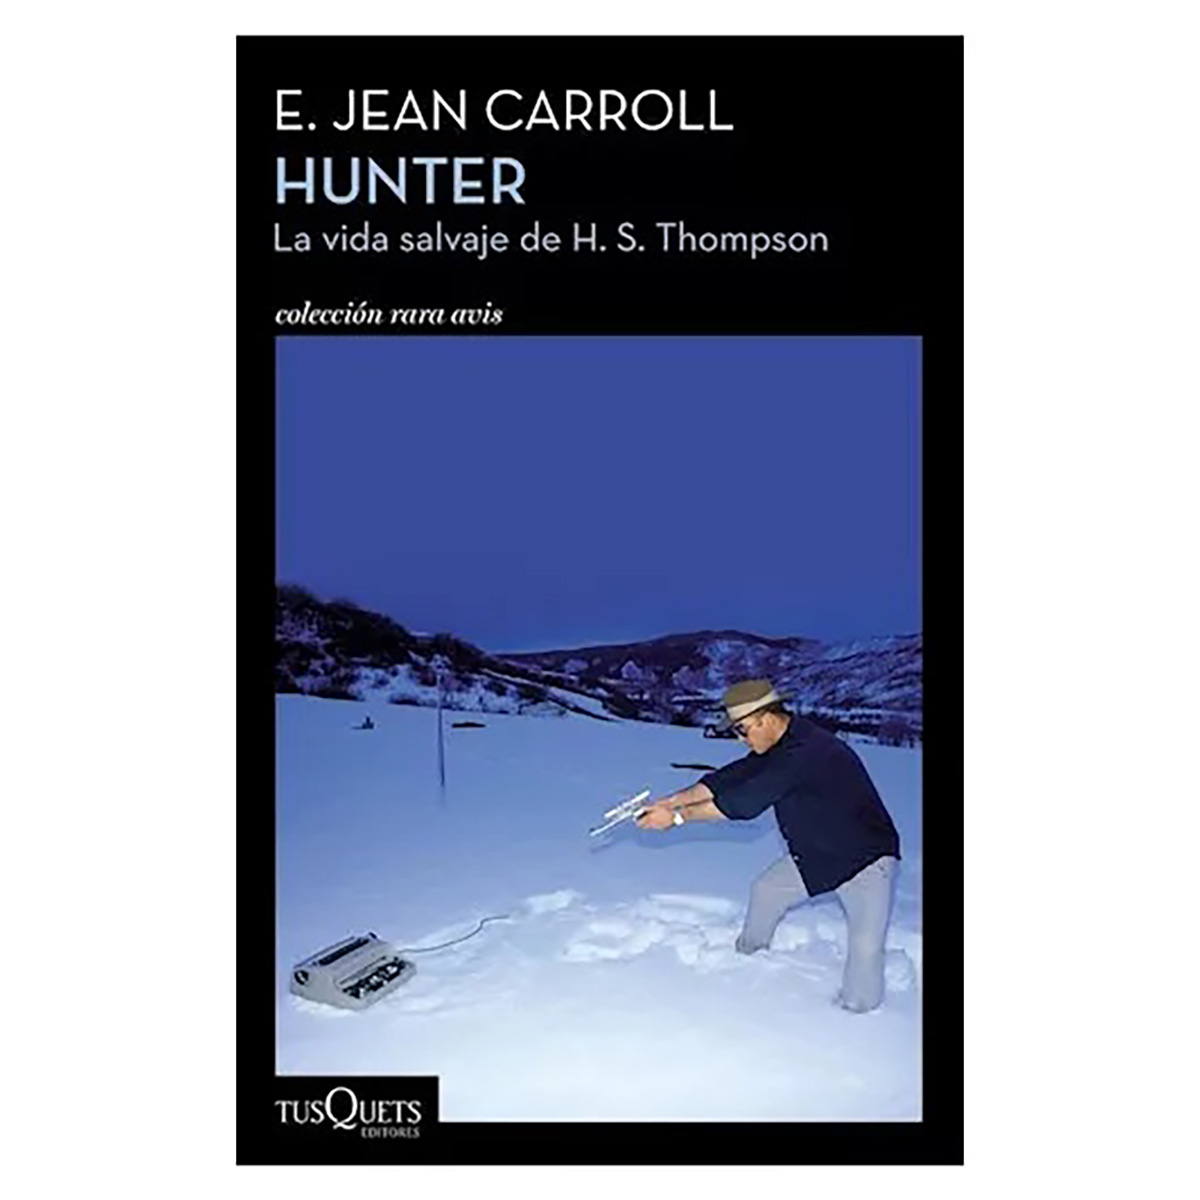 E. JEAN CARROLL
HUNTER
La vida salvaje de H. S. Thompson
colección rara avis
TUSQUETS
EDITORES